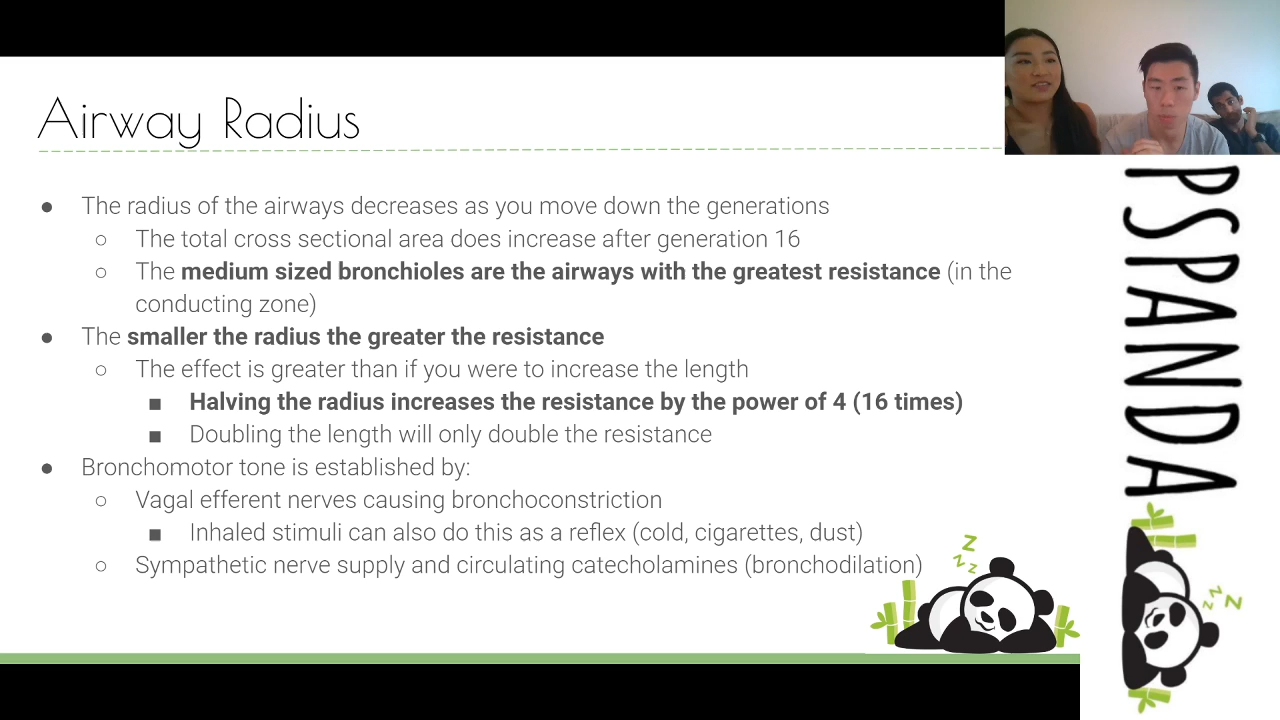 Airway Radius
● The radius of the airways decreases as you move down the generations
○ The total cross sectional area does increase after generation 16
○ The medium sized bronchioles are the airways with the greatest resistance (in the
conducting zone)
● The smaller the radius the greater the resistance
○ The effect is greater than if you were to increase the length
■ Halving the radius increases the resistance by the power of 4 (16 times)
■ Doubling the length will only double the resistance
● Bronchomotor tone is established by:
○ Vagal efferent nerves causing bronchoconstriction
■ Inhaled stimuli can also do this as a reflex (cold, cigarettes, dust)
○ Sympathetic nerve supply and circulating catecholamines (bronchodilation)
z z z
PSPANDA
z z z